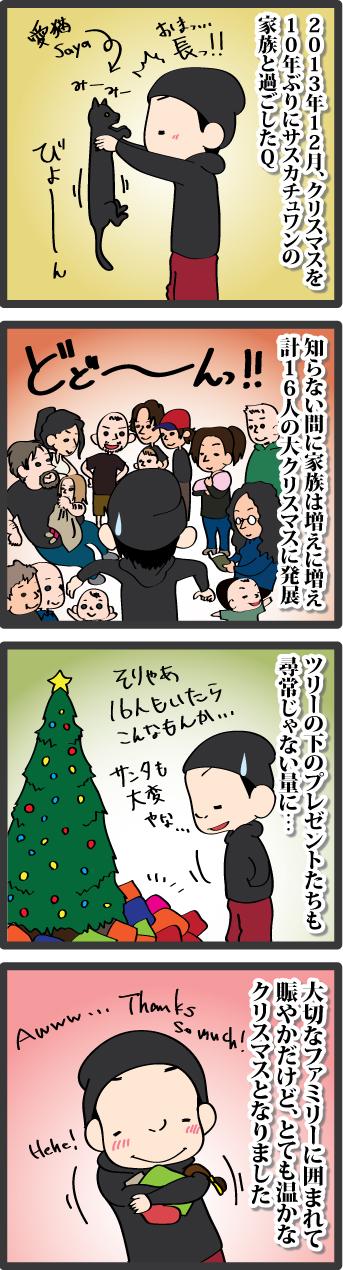 2013年12月、クリスマスを
10年ぶりにサスカチュワンの
家族と過ごしたQ
おまっ…
長っ!!
愛猫
Saya
みーみー
びょーーん
知らない間に家族は増えに増え
計16人の大クリスマスに発展
どど〜〜んっ!!
ツリーの下のプレゼントたちも
尋常じゃない量に…
そりゃあ
16人もいたら
こんなもんか…
サンタも
大変
やな…
大切なファミリーに囲まれて
賑やかだけど、とても温かな
クリスマスとなりました
Awww... Thanks
so much!
Hehe!